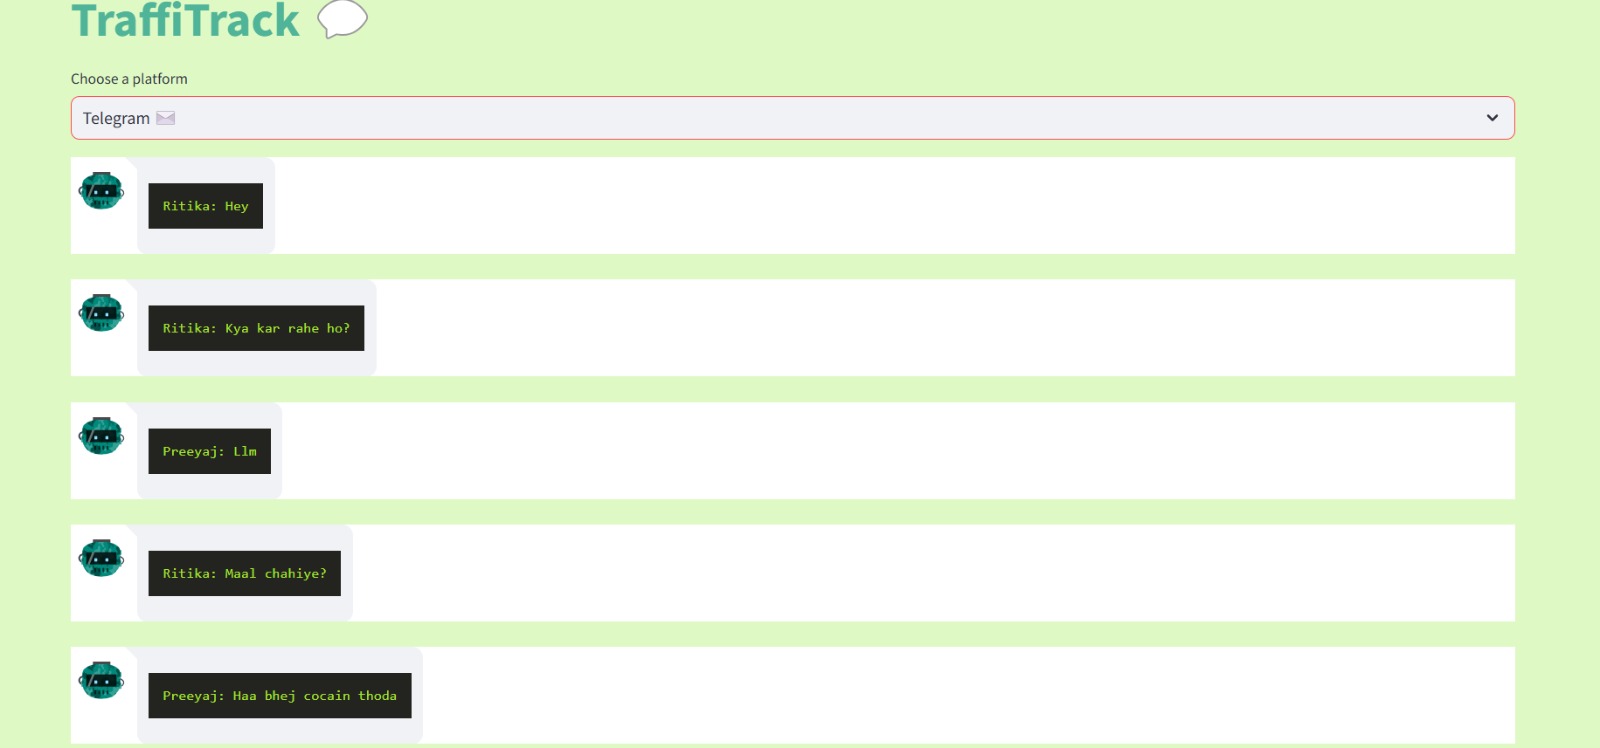 TraffiTrack
Choose a platform
Telegram
Ritika: Hey
Ritika: Kya kar rahe ho?
Preeyaj: Llm
Ritika: Maal chahiye?
Preeyaj: Haa bhej cocain thoda